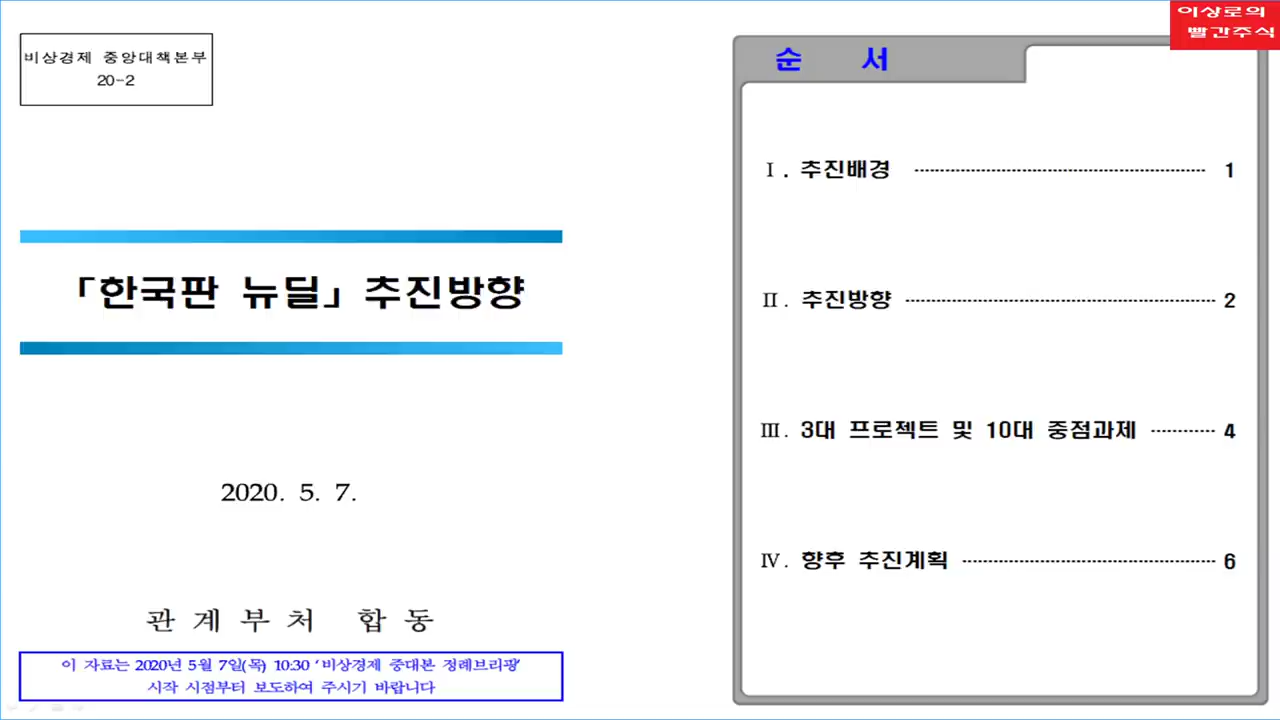 비상경제 중앙대책본부
20-2
「한국판 뉴딜」 추진방향
2020. 5. 7.
관계부처 합동
이 자료는 2020년 5월 7일(목) 10:30 ‘비상경제 중대본 정례브리핑’
시작 시점부터 보도하여 주시기 바랍니다
이상로의
빨간주식
순 서
Ⅰ. 추진배경 1
Ⅱ. 추진방향 2
Ⅲ. 3대 프로젝트 및 10대 중점과제 4
Ⅳ. 향후 추진계획 6